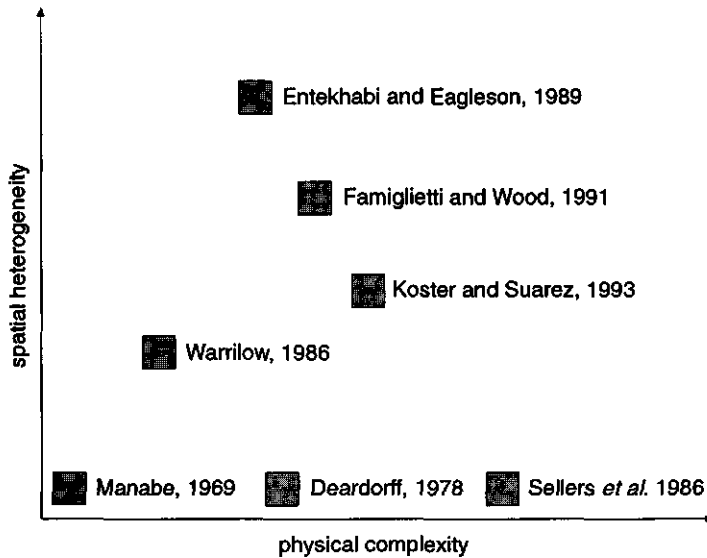 Entekhabi and Eagleson, 1989
Famiglietti and Wood, 1991
Koster and Suarez, 1993
Warrilow, 1986
Manabe, 1969
Deardorff, 1978
Sellers et al. 1986
spatial heterogeneity
physical complexity